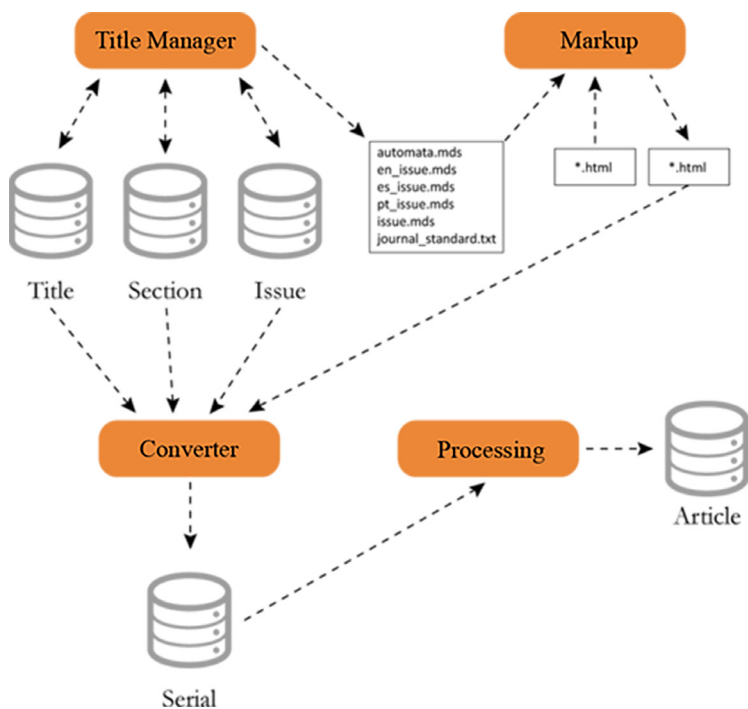 Title Manager
Markup
automata.mds
en_issue.mds
es_issue.mds
pt_issue.mds
issue.mds
journal_standard.txt
*.html
*.html
Title
Section
Issue
Converter
Processing
Article
Serial